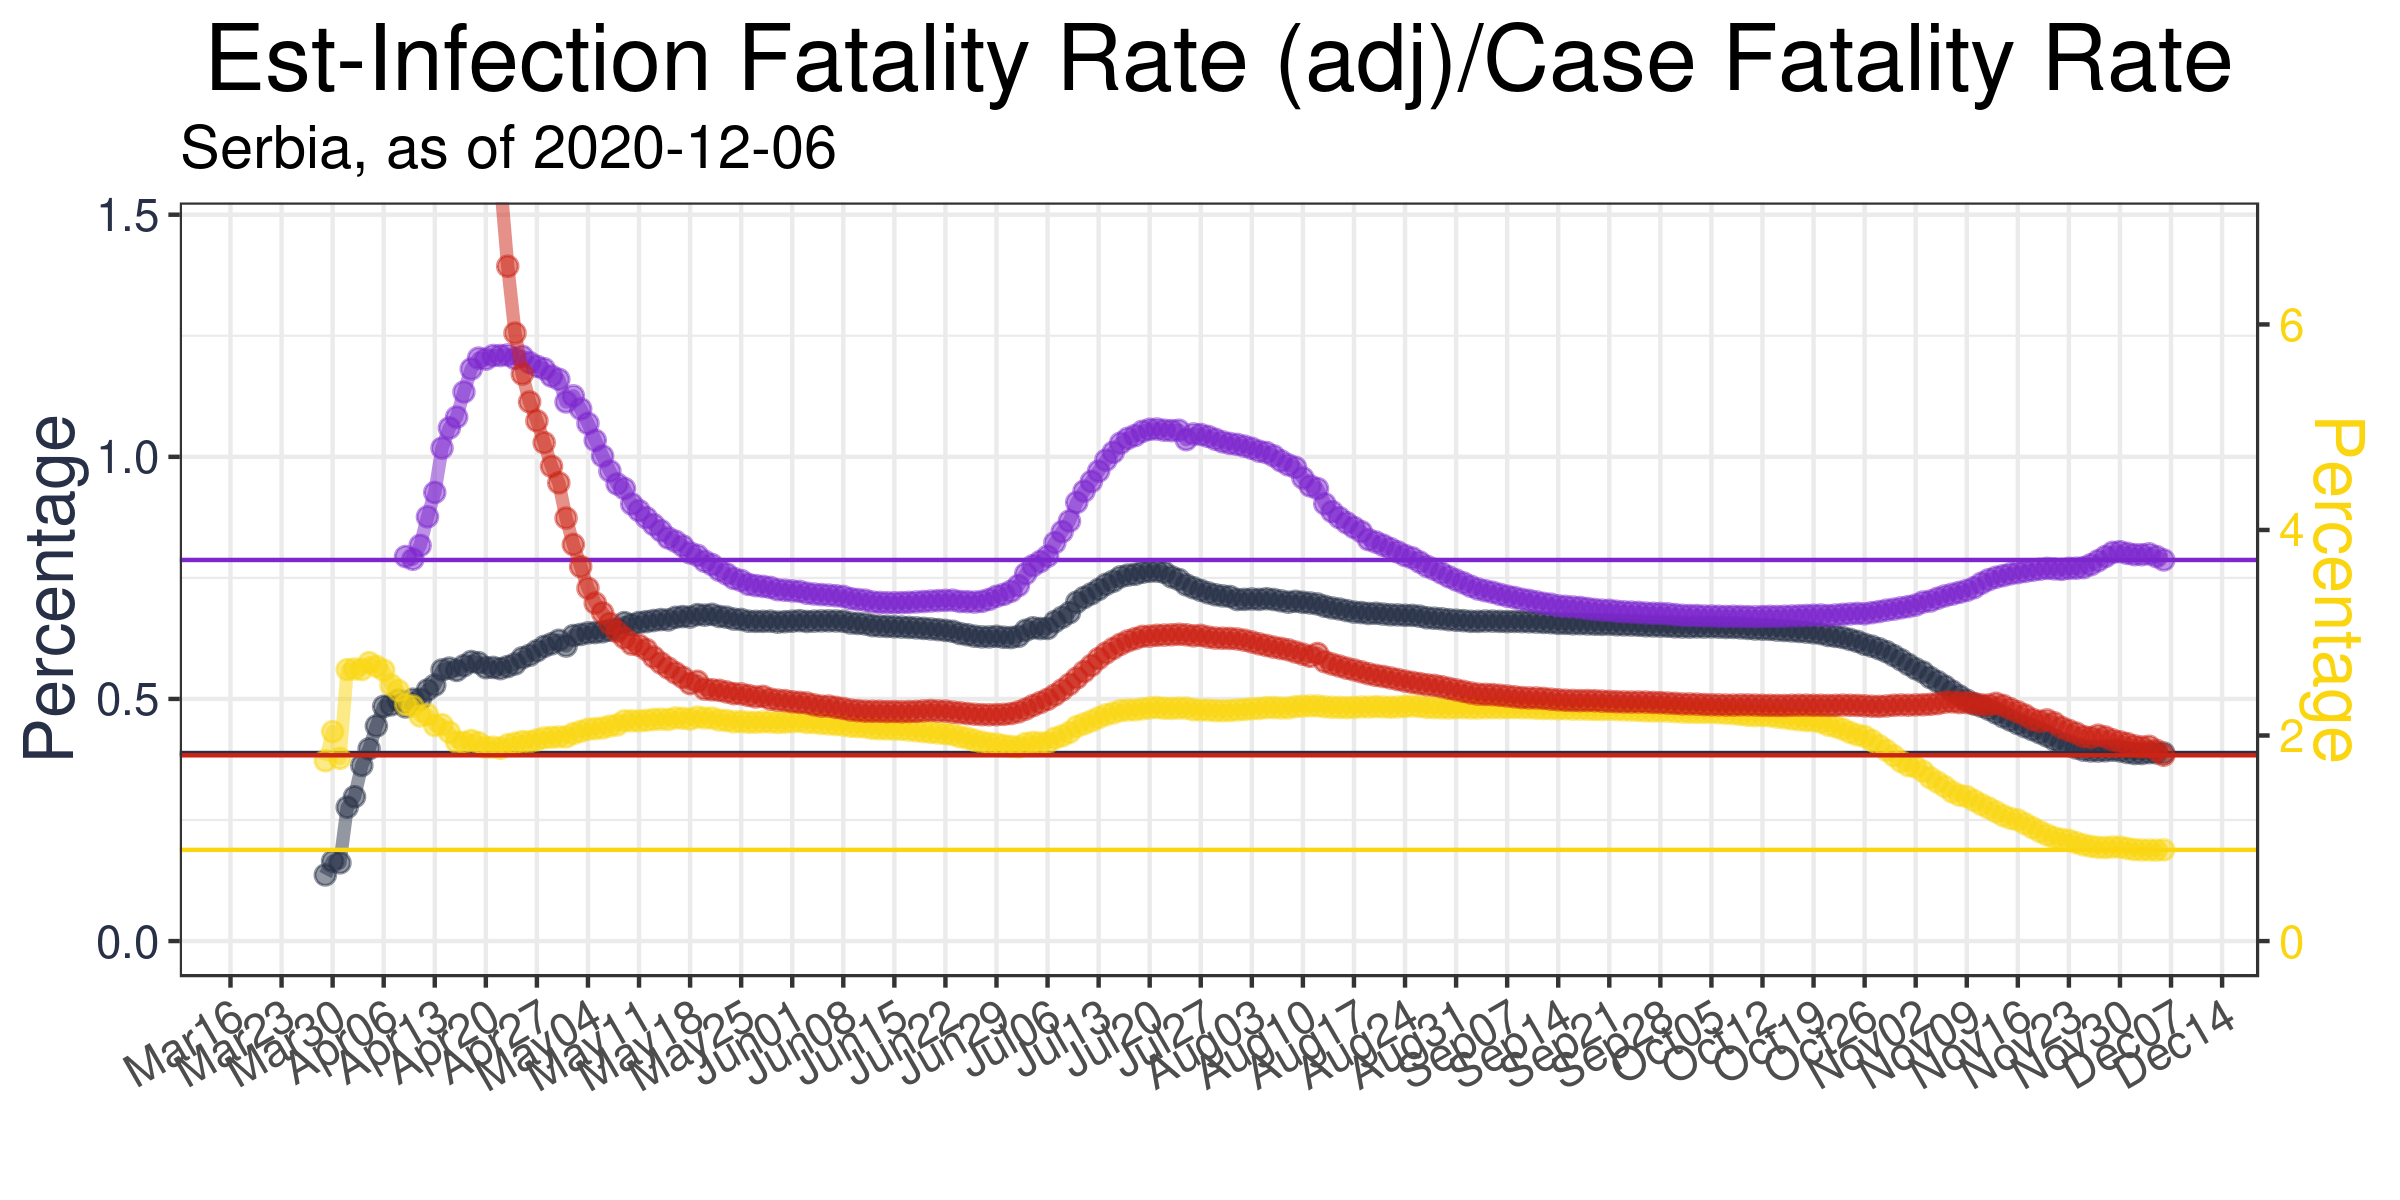 Est-Infection Fatality Rate (adj)/Case Fatality Rate
Serbia, as of 2020-12-06
Percentage
1.5
1.0
0.5
0.0
6
4
2
0
Percentage
Mar16
Mar23
Mar30
Apr06
Apr13
Apr20
Apr27
May04
May11
May18
May25
Jun01
Jun08
Jun15
Jun22
Jun29
Jul06
Jul13
Jul20
Jul27
Aug03
Aug10
Aug17
Aug24
Aug31
Sep07
Sep14
Sep21
Sep28
Oct05
Oct12
Oct19
Oct26
Nov02
Nov09
Nov16
Nov23
Nov30
Dec07
Dec14